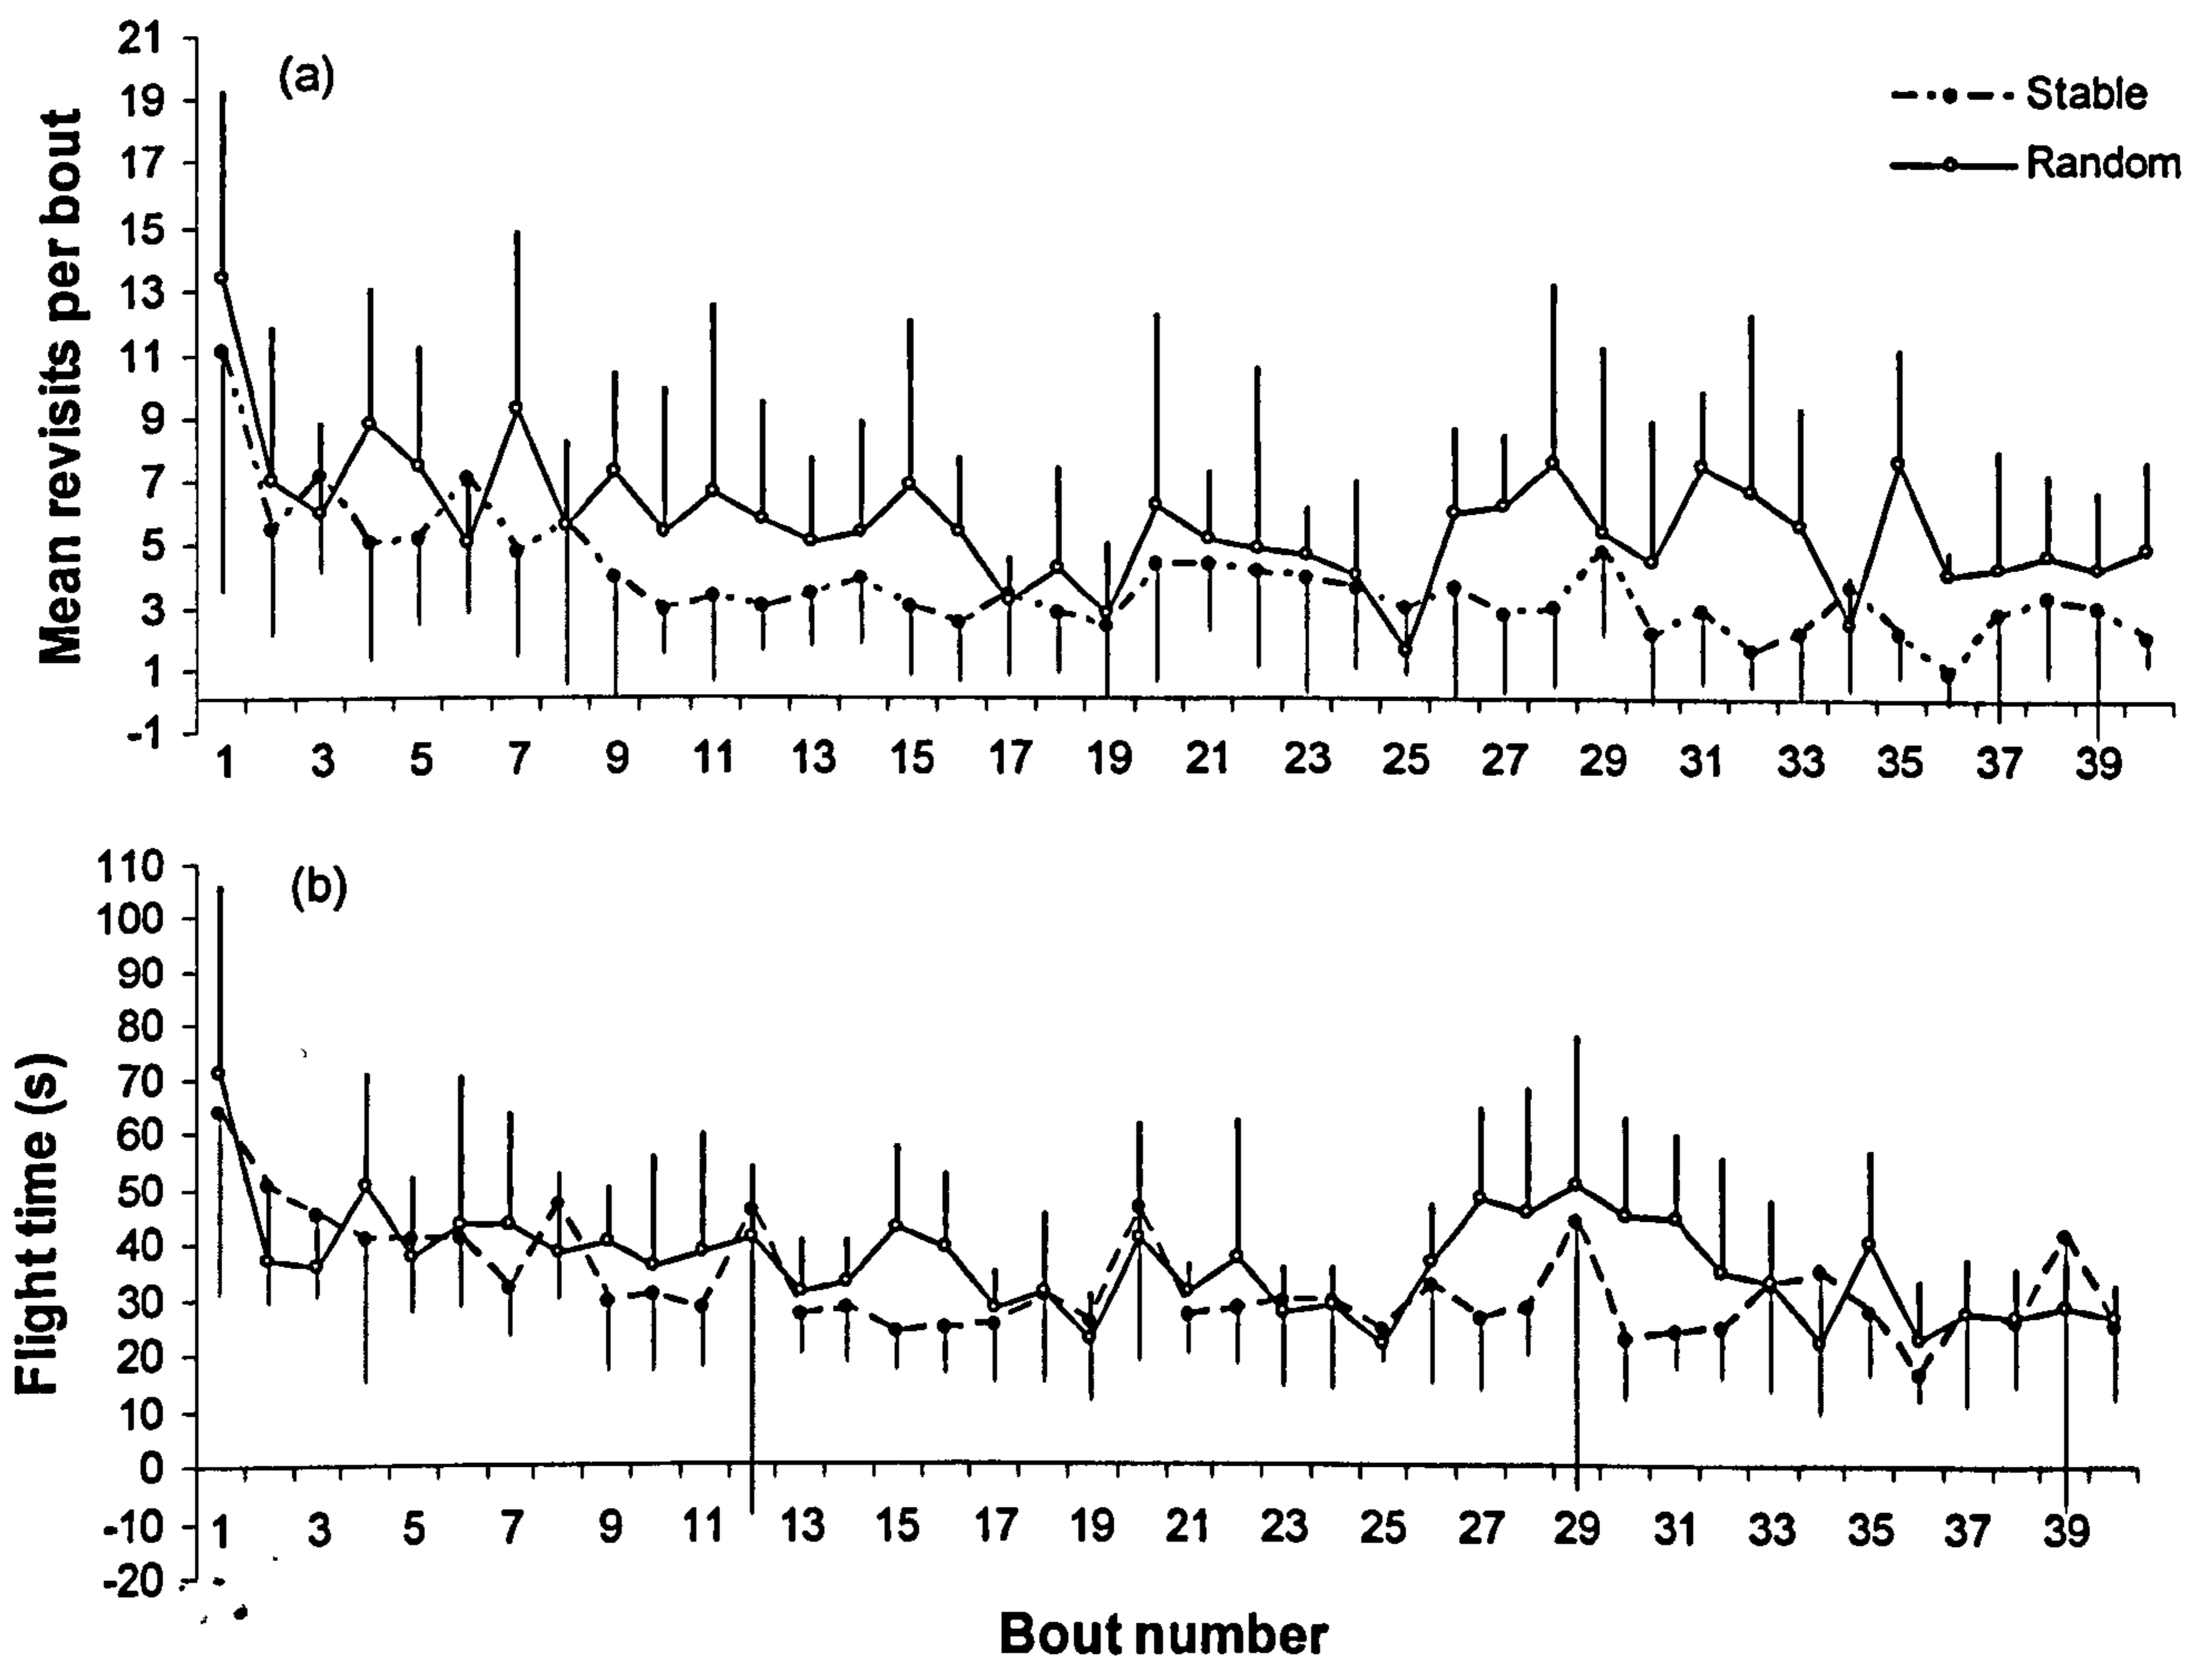 (a)
Stable
Random
Mean revisits per bout
21
19
17
15
13
11
9
7
5
3
1
-1
1 3 5 7 9 11 13 15 17 19 21 23 25 27 29 31 33 35 37 39
(b)
Flight time (s)
110
100
90
80
70
60
50
40
30
20
10
0
-10
-20
1 3 5 7 9 11 13 15 17 19 21 23 25 27 29 31 33 35 37 39
Bout number